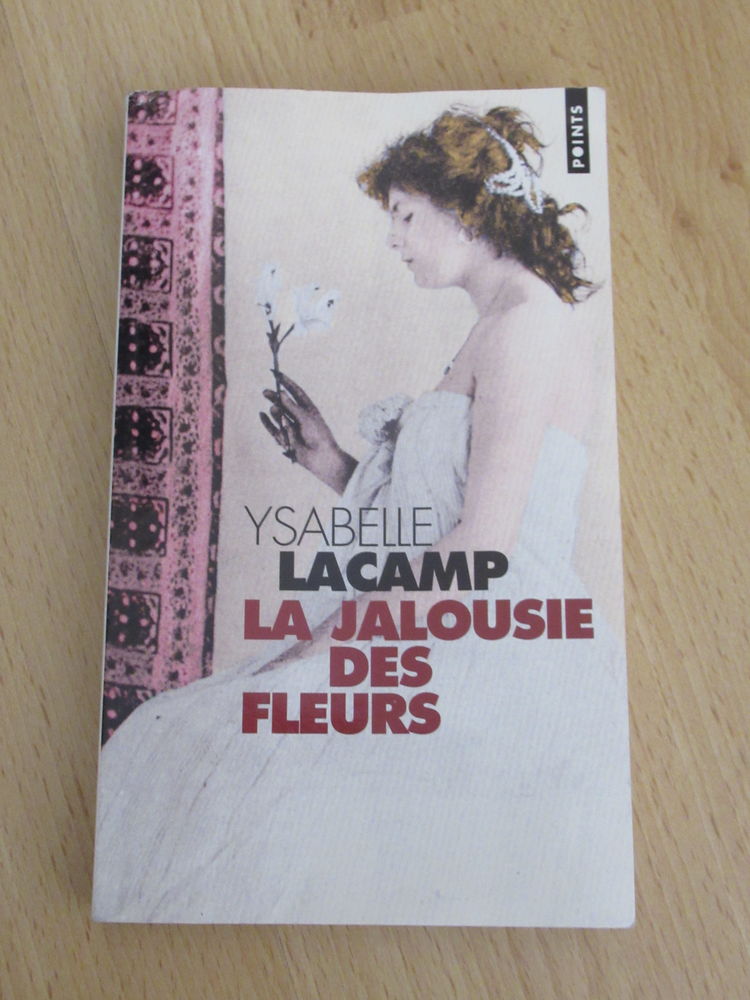 POINTS
YSABELLE
LACAMP
LA JALOUSIE
DES
FLEURS